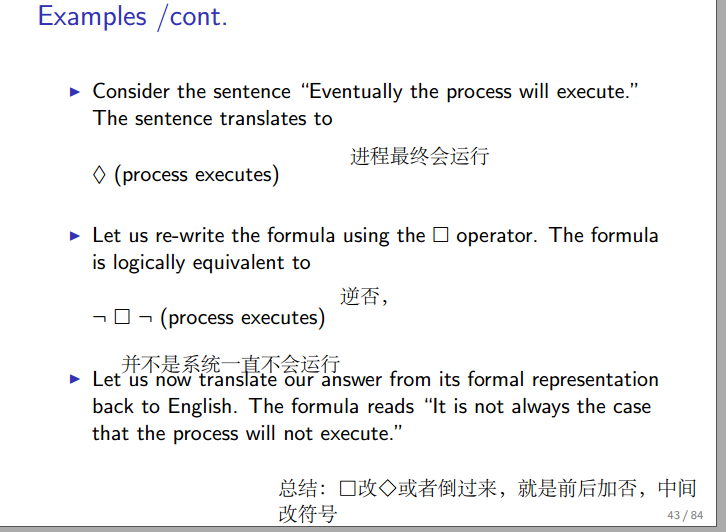 Examples /cont.
▶ Consider the sentence “Eventually the process will execute.”
The sentence translates to
进程最终会运行
◊ (process executes)
▶ Let us re-write the formula using the □ operator. The formula
is logically equivalent to
逆否，
¬ □ ¬ (process executes)
并不是系统一直不会运行
▶ Let us now translate our answer from its formal representation
back to English. The formula reads “It is not always the case
that the process will not execute.”
总结：□改◇或者倒过来，就是前后加否，中间
改符号
43 / 84